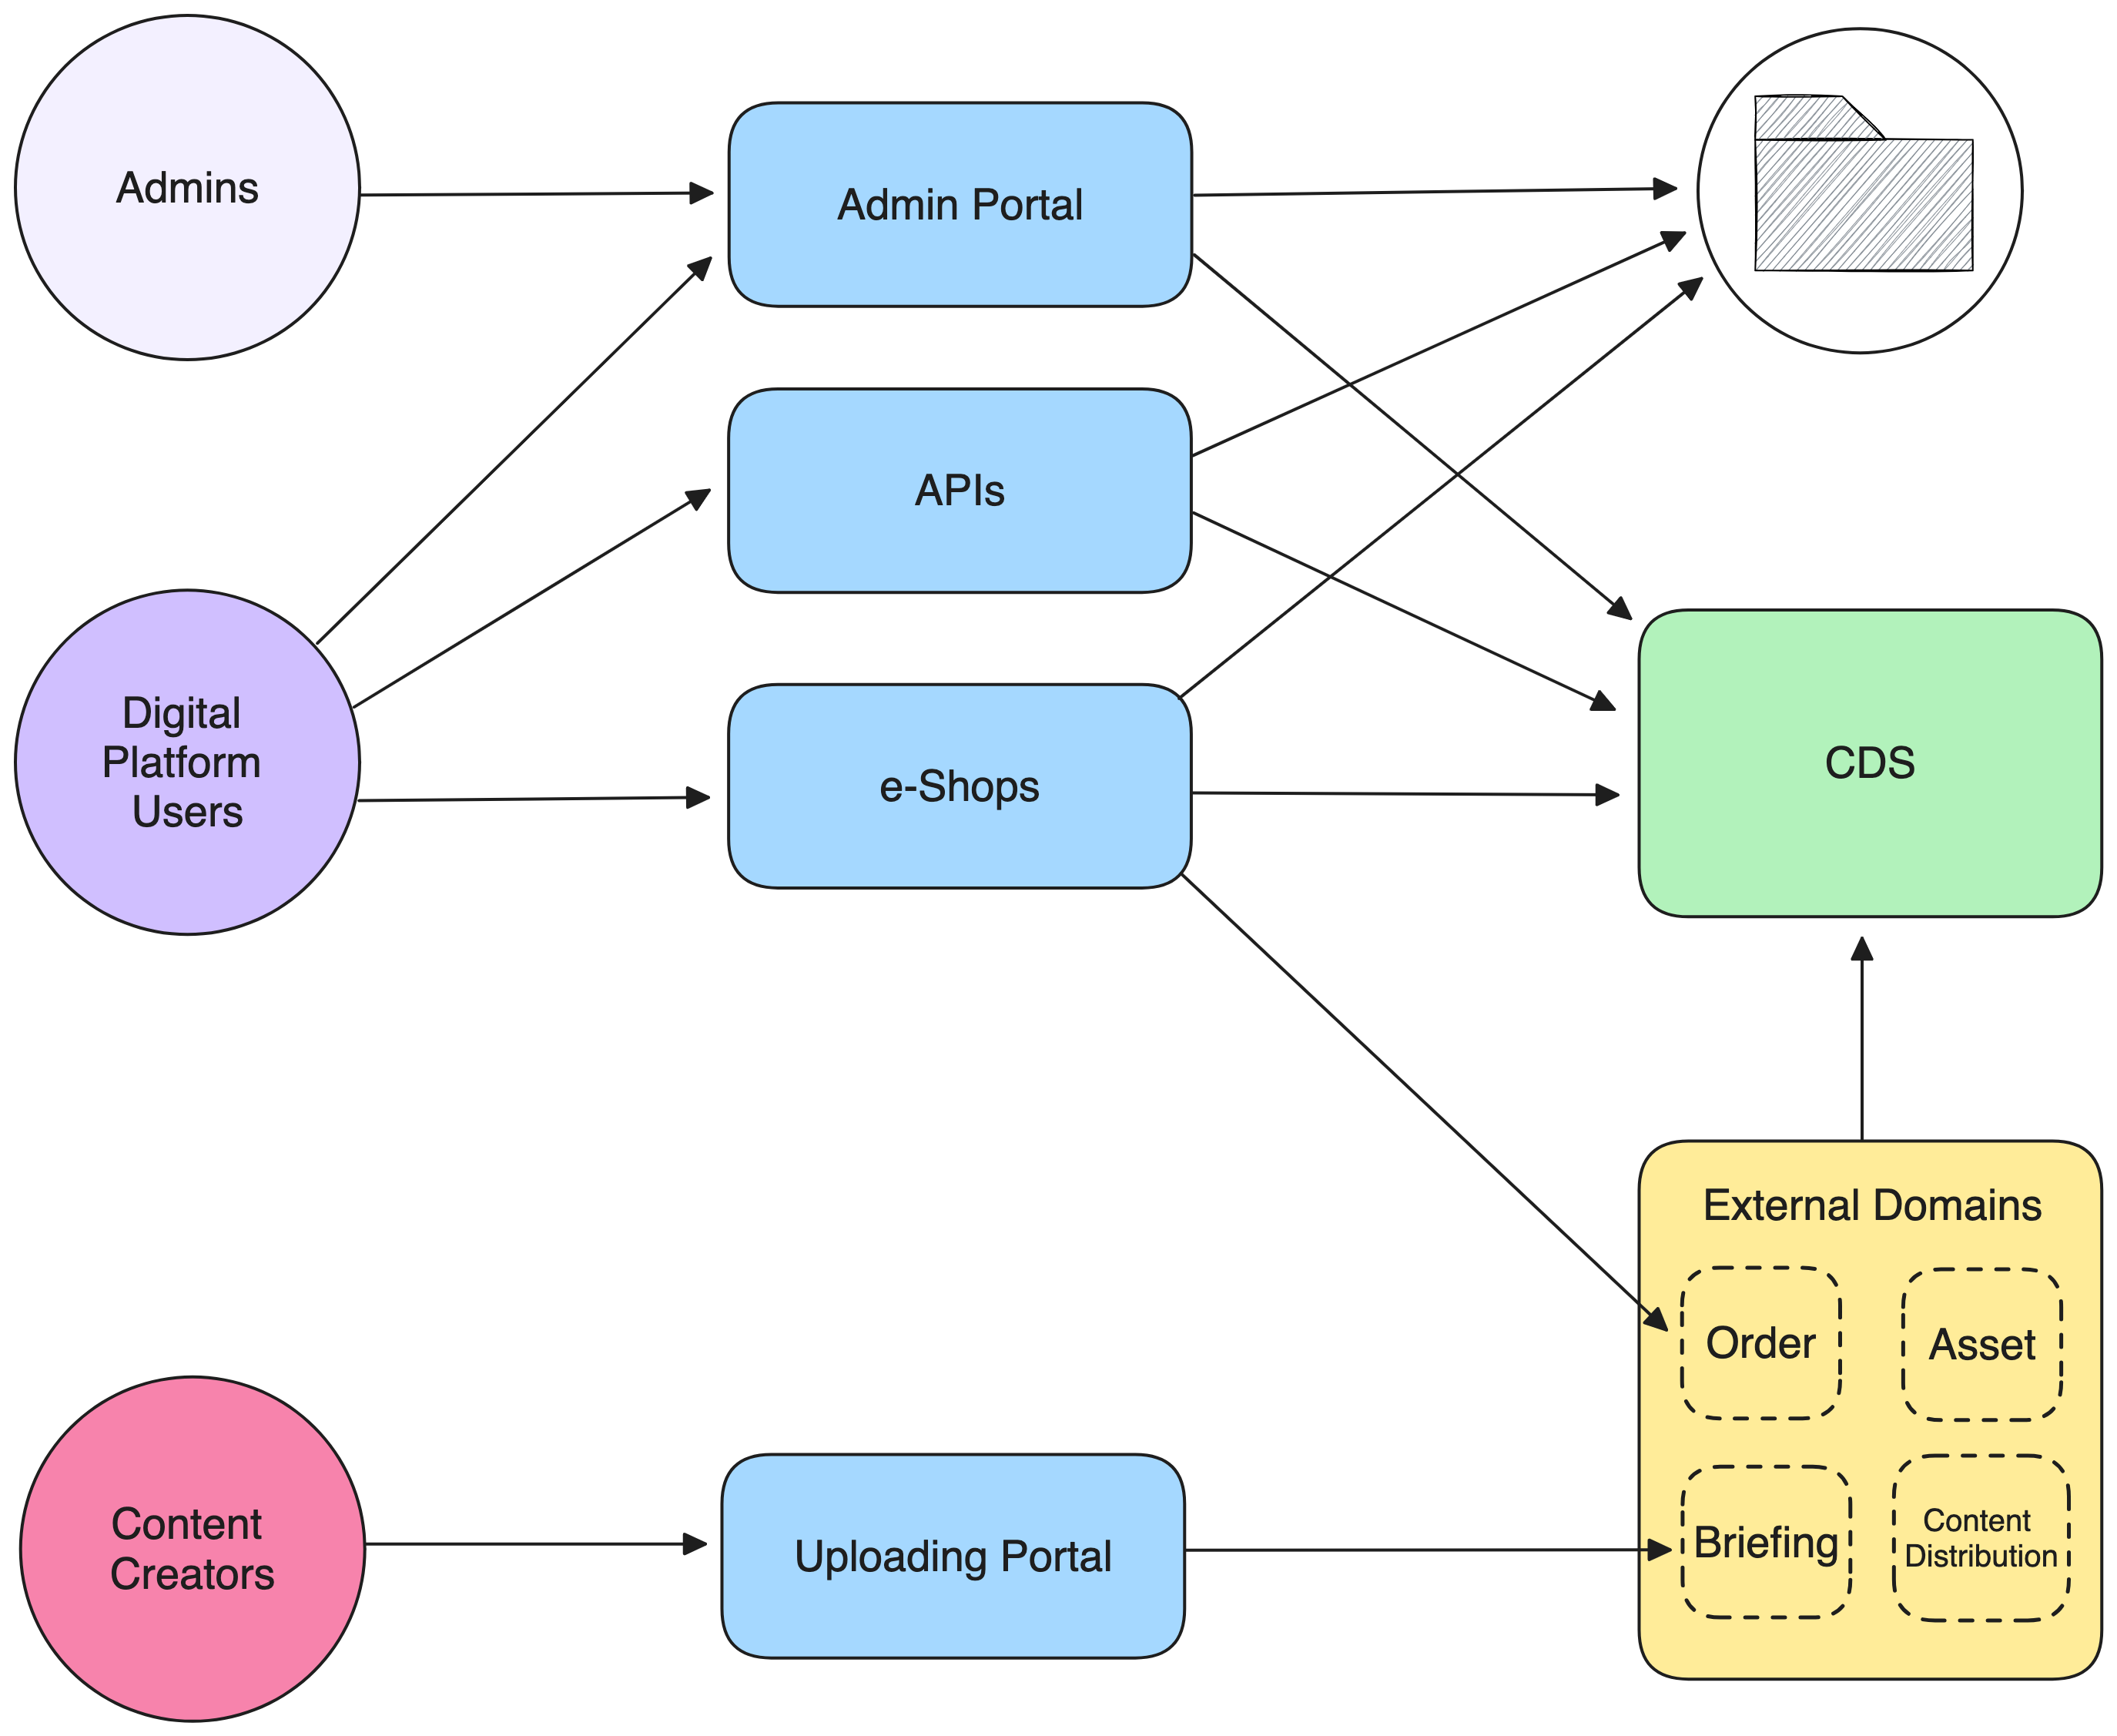 Admins
Admin Portal
APIs
Digital
Platform
Users
e-Shops
CDS
External Domains
Order
Asset
Content
Creators
Uploading Portal
Briefing
Content
Distribution